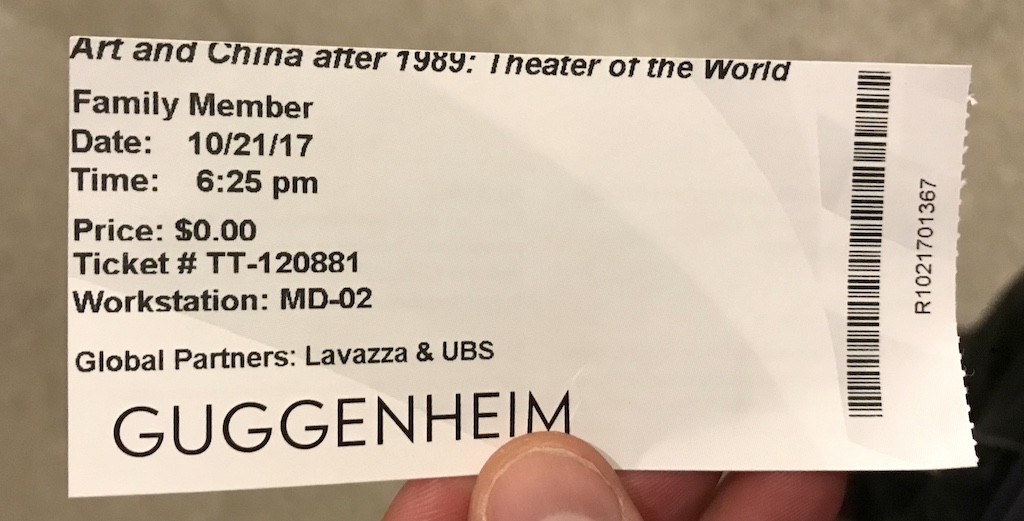 Art and China after 1989: Theater of the World
Family Member
Date: 10/21/17
Time: 6:25 pm
Price: $0.00
Ticket # TT-120881
Workstation: MD-02
Global Partners: Lavazza & UBS
GUGGENHEIM
R1021701367